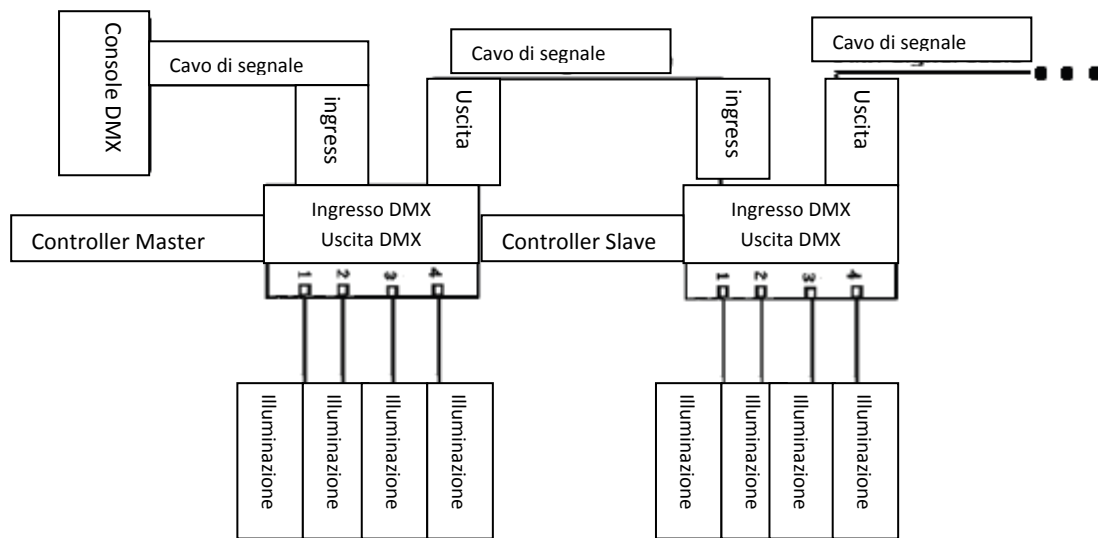 Console DMX
Cavo di segnale
Cavo di segnale
Cavo di segnale
ingress
Uscita
ingress
Uscita
Controller Master
Ingresso DMX
Uscita DMX
Controller Slave
Ingresso DMX
Uscita DMX
1 2 3 4
1 2 3 4
Illuminazione
Illuminazione
Illuminazione
Illuminazione
Illuminazione
Illuminazione
Illuminazione
Illuminazione